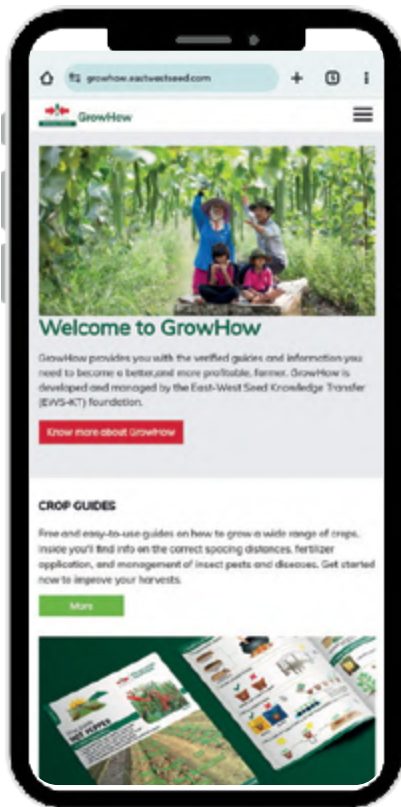 growhow.eastwestseed.com
GrowHow
Welcome to GrowHow
GrowHow provides you with the verified guides and information you
need to become a better,and more profitable, farmer. GrowHow is
developed and managed by the East-West Seed Knowledge Transfer
(EWS-KT) foundation.
Know more about GrowHow
CROP GUIDES
Free and easy-to-use guides on how to grow a wide range of crops.
Inside you'll find info on the correct spacing distances, fertilizer
application, and management of insect pests and diseases. Get started
now to improve your harvests.
More
HOT PEPPER